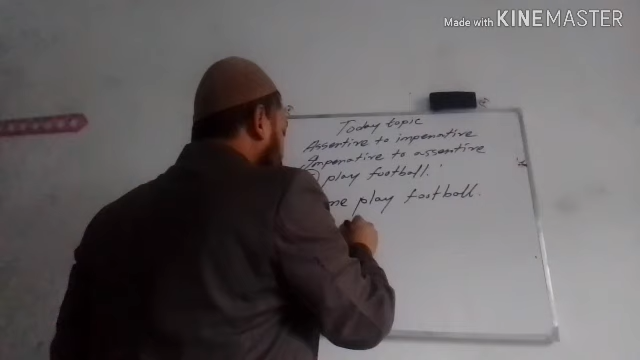 Made with KINEMASTER
Today topic
Assertive to imperative
Imperative to assertive
play football.
me play football.